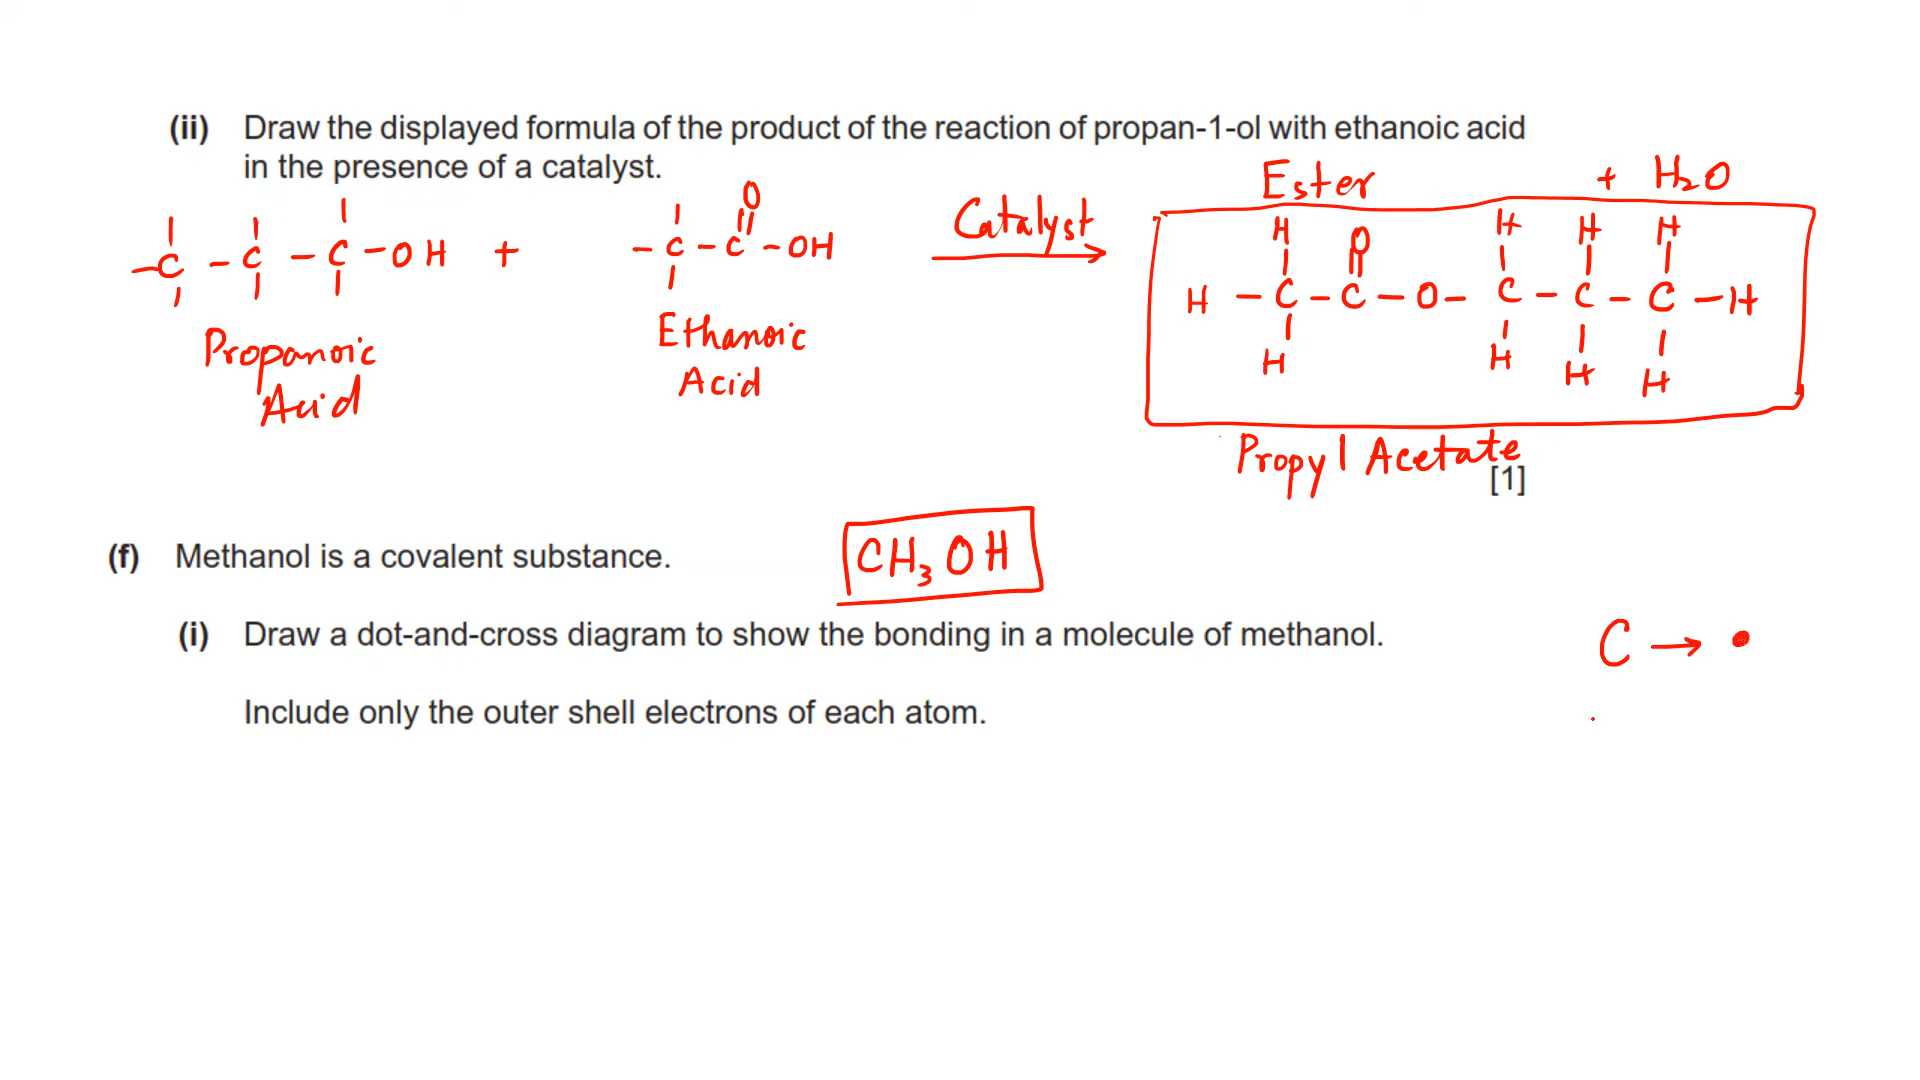 (ii) Draw the displayed formula of the product of the reaction of propan-1-ol with ethanoic acid
in the presence of a catalyst.
Ester + H₂O
O
Catalyst
H O H H H
– C – C – C – OH + – C – C – OH
H – C – C – O – C – C – C – H
H H H H
Propanoic
Acid
Ethanoic
Acid
Propyl Acetate
[1]
(f) Methanol is a covalent substance.
CH₃OH
(i) Draw a dot-and-cross diagram to show the bonding in a molecule of methanol.
C → •
Include only the outer shell electrons of each atom.